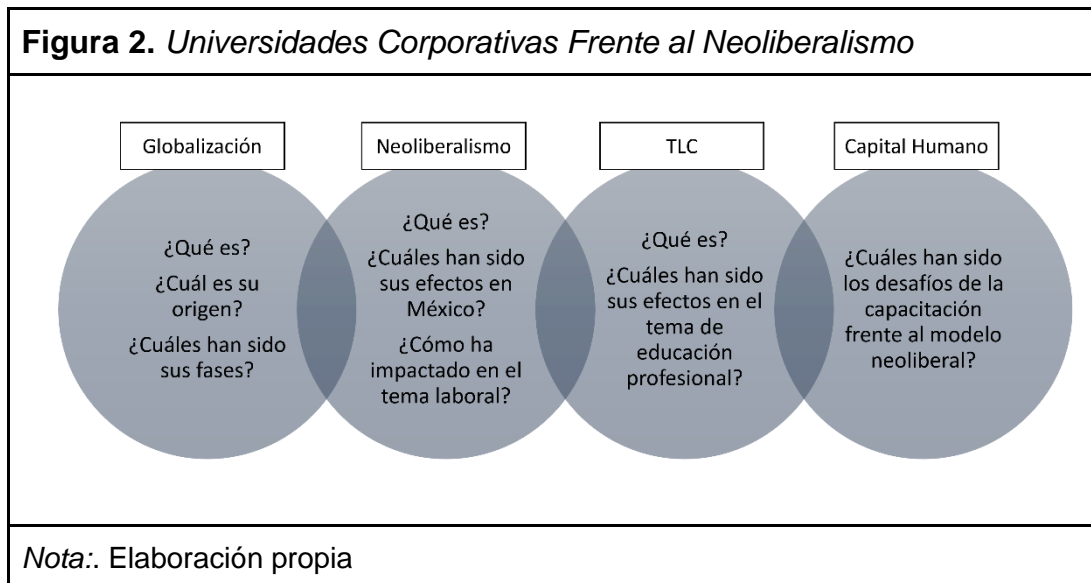 Figura 2. Universidades Corporativas Frente al Neoliberalismo
Globalización
¿Qué es?
¿Cuál es su
origen?
¿Cuáles han sido
sus fases?
Neoliberalismo
¿Qué es?
¿Cuáles han sido
sus efectos en
México?
¿Cómo ha
impactado en el
tema laboral?
TLC
¿Qué es?
¿Cuáles han sido
sus efectos en el
tema de
educación
profesional?
Capital Humano
¿Cuáles han sido
los desafíos de la
capacitación
frente al modelo
neoliberal?
Nota:. Elaboración propia